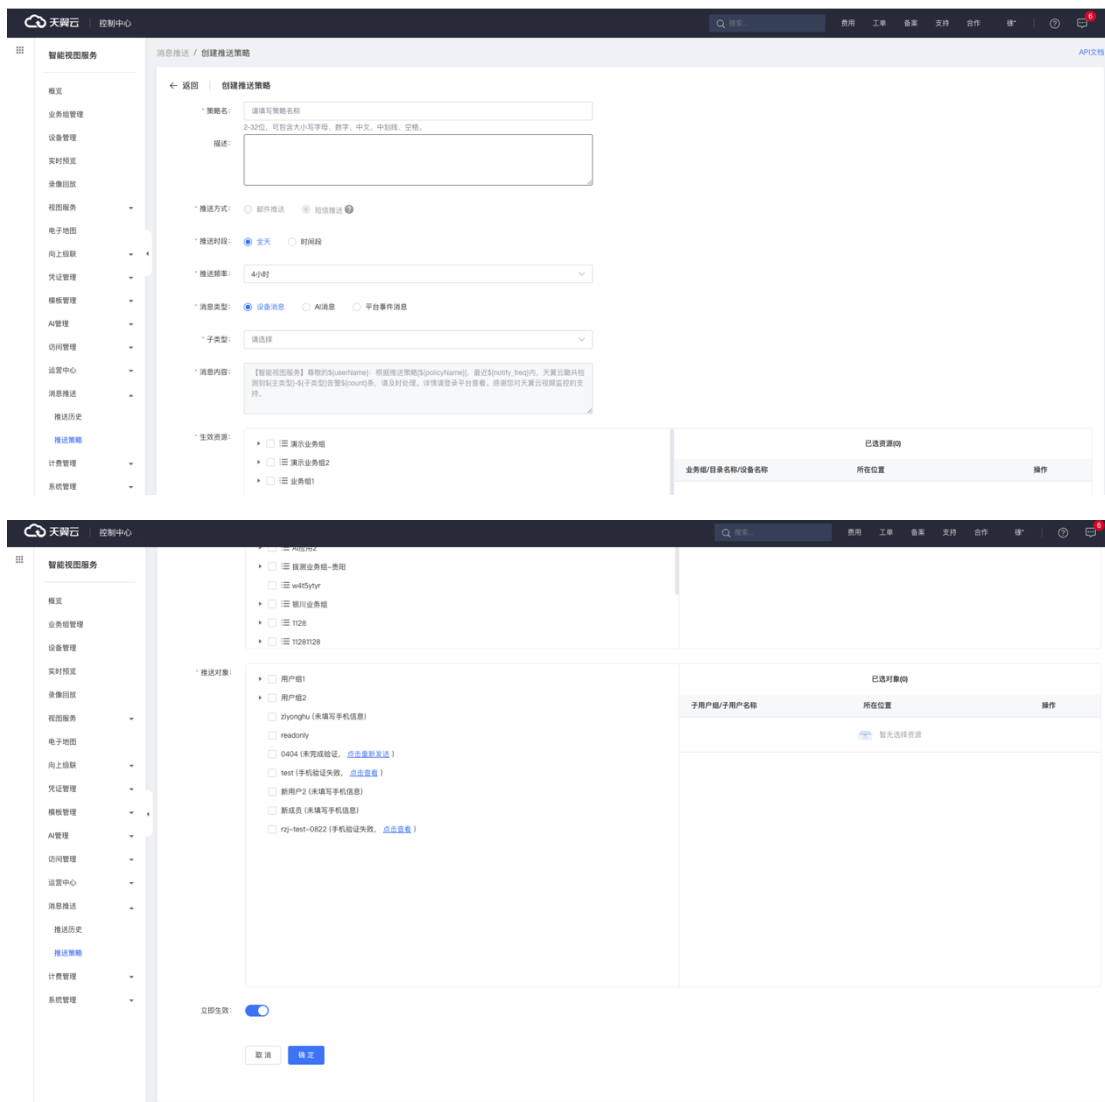 天翼云 控制中心 搜索... 费用 工单 备案 支持 合作 6
智能视图服务
消息推送 / 创建推送策略 API文档
← 返回 创建推送策略
概览
业务组管理
设备管理
实时预览
录像回放
视图服务
电子地图
向上级联
凭证管理
模板管理
AI管理
访问管理
运营中心
消息推送
推送历史
推送策略
计费管理
系统管理
* 策略名: 请填写策略名称
2-32位，可包含大小写字母、数字、中文、中划线、空格。
描述:
* 推送方式: 邮件推送 短信推送
* 推送时段: 全天 时间段
* 推送频率: 4小时
* 消息类型: 设备消息 AI消息 平台事件消息
* 子类型: 请选择
* 消息内容: 【智能视图服务】尊敬的${userName}：根据推送策略[${policyName}]，最近${notify_freq}内，天翼云瞰共检
测到${主类型}-${子类型}告警${count}条，请及时处理。详情请登录平台查看。感谢您对天翼云视频监控的支
持。
* 生效资源: 演示业务组
演示业务组2
业务组1
已选资源(0)
业务组/目录名称/设备名称 所在位置 操作
天翼云 控制中心 搜索... 费用 工单 备案 支持 合作 6
智能视图服务
概览
业务组管理
设备管理
实时预览
录像回放
视图服务
电子地图
向上级联
凭证管理
模板管理
AI管理
访问管理
运营中心
消息推送
推送历史
推送策略
计费管理
系统管理
AI应用2
拨测业务组-贵阳
w4t5ytyr
银川业务组
1128
11281128
* 推送对象: 用户组1
用户组2
zlyonghu (未填写手机信息)
readonly
0404 (未完成验证， 点击重新发送 )
test (手机验证失败， 点击查看 )
新用户2 (未填写手机信息)
新成员 (未填写手机信息)
rzj-test-0822 (手机验证失败， 点击查看 )
已选对象(0)
子用户组/子用户名称 所在位置 操作
暂无选择资源
立即生效:
取消 确定